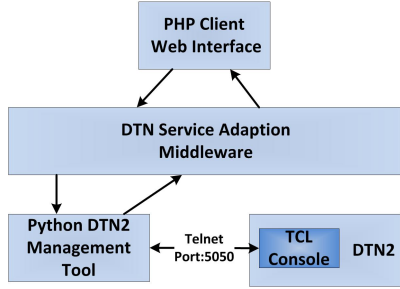 PHP Client
Web Interface
DTN Service Adaption
Middleware
Python DTN2
Management
Tool
Telnet
Port:5050
TCL
Console
DTN2